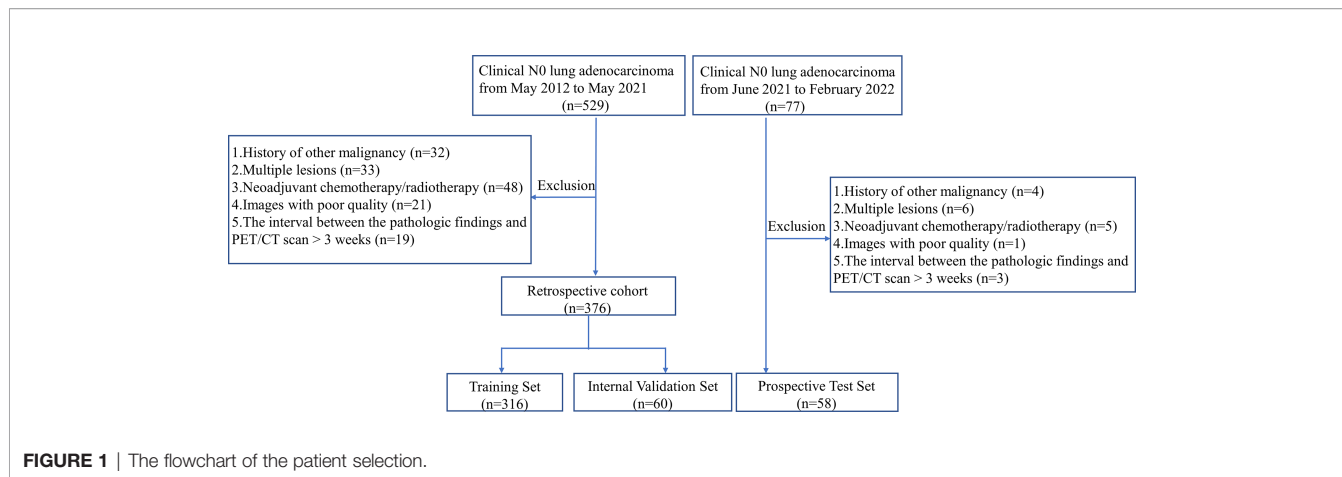 Clinical N0 lung adenocarcinoma
from May 2012 to May 2021
(n=529)
Clinical N0 lung adenocarcinoma
from June 2021 to February 2022
(n=77)
1.History of other malignancy (n=32)
2.Multiple lesions (n=33)
3.Neoadjuvant chemotherapy/radiotherapy (n=48)
4.Images with poor quality (n=21)
5.The interval between the pathologic findings and
PET/CT scan > 3 weeks (n=19)
Exclusion
Exclusion
1.History of other malignancy (n=4)
2.Multiple lesions (n=6)
3.Neoadjuvant chemotherapy/radiotherapy (n=5)
4.Images with poor quality (n=1)
5.The interval between the pathologic findings and
PET/CT scan > 3 weeks (n=3)
Retrospective cohort
(n=376)
Training Set
(n=316)
Internal Validation Set
(n=60)
Prospective Test Set
(n=58)
FIGURE 1 | The flowchart of the patient selection.